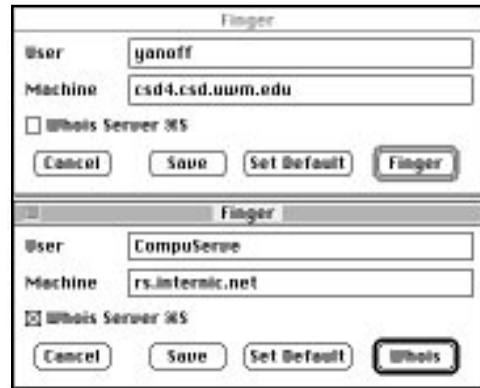 Finger
User yanoff
Machine csd4.csd.uwm.edu
Whois Server ⌘S
Cancel Save Set Default Finger
Finger
User CompuServe
Machine rs.internic.net
Whois Server ⌘S
Cancel Save Set Default Whois